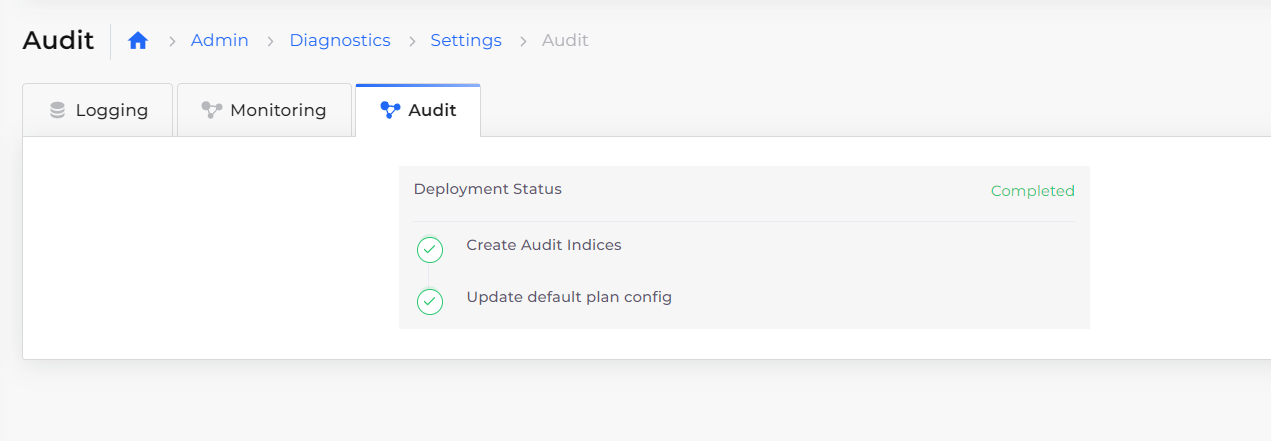 Audit Admin Diagnostics Settings Audit
Logging Monitoring Audit
Deployment Status Completed
Create Audit Indices
Update default plan config